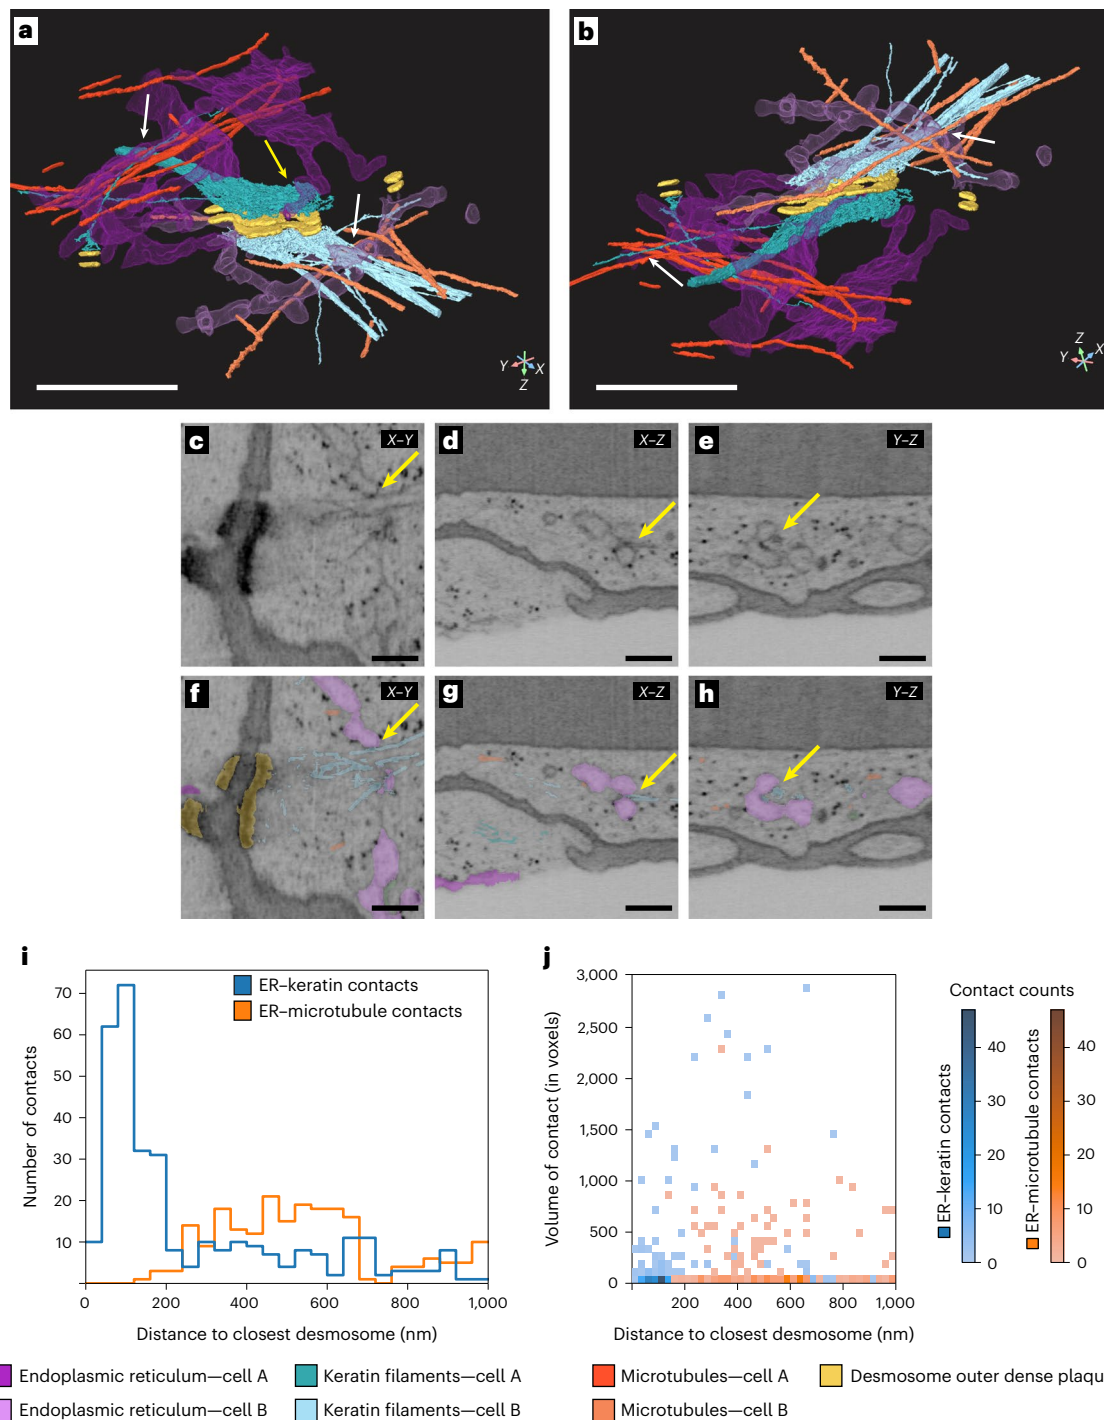 a
b
Y X
Z
Z
Y X
c X–Y
d X–Z
e Y–Z
f X–Y
g X–Z
h Y–Z
i
ER–keratin contacts
ER–microtubule contacts
Number of contacts
70
60
50
40
30
20
10
0 200 400 600 800 1,000
Distance to closest desmosome (nm)
j
Volume of contact (in voxels)
3,000
2,500
2,000
1,500
1,000
500
0
200 400 600 800 1,000
Distance to closest desmosome (nm)
Contact counts
ER–keratin contacts
40
30
20
10
0
ER–microtubule contacts
40
30
20
10
0
Endoplasmic reticulum—cell A
Keratin filaments—cell A
Microtubules—cell A
Desmosome outer dense plaqu
Endoplasmic reticulum—cell B
Keratin filaments—cell B
Microtubules—cell B